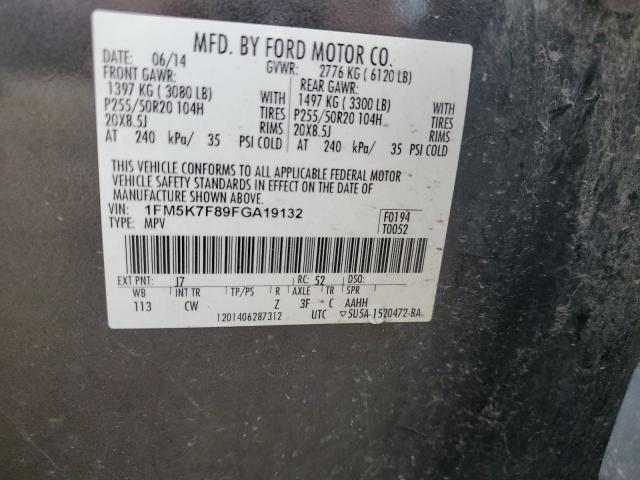 MFD. BY FORD MOTOR CO.
DATE: 06/14 GVWR: 2776 KG ( 6120 LB)
FRONT GAWR: REAR GAWR:
1397 KG ( 3080 LB) WITH 1497 KG ( 3300 LB) WITH
P255/50R20 104H TIRES P255/50R20 104H TIRES
20X8.5J RIMS 20X8.5J RIMS
AT 240 kPa/ 35 PSI COLD AT 240 kPa/ 35 PSI COLD
THIS VEHICLE CONFORMS TO ALL APPLICABLE FEDERAL MOTOR
VEHICLE SAFETY STANDARDS IN EFFECT ON THE DATE OF
MANUFACTURE SHOWN ABOVE.
VIN: 1FM5K7F89FGA19132 F0194
TYPE: MPV T0052
EXT PNT: J7 RC: 52 DSO:
WB INT TR TP/PS R AXLE TR SPR
113 CW Z 3F C AAHH
1201406287312 UTC ▽5U5A-1520472-BA